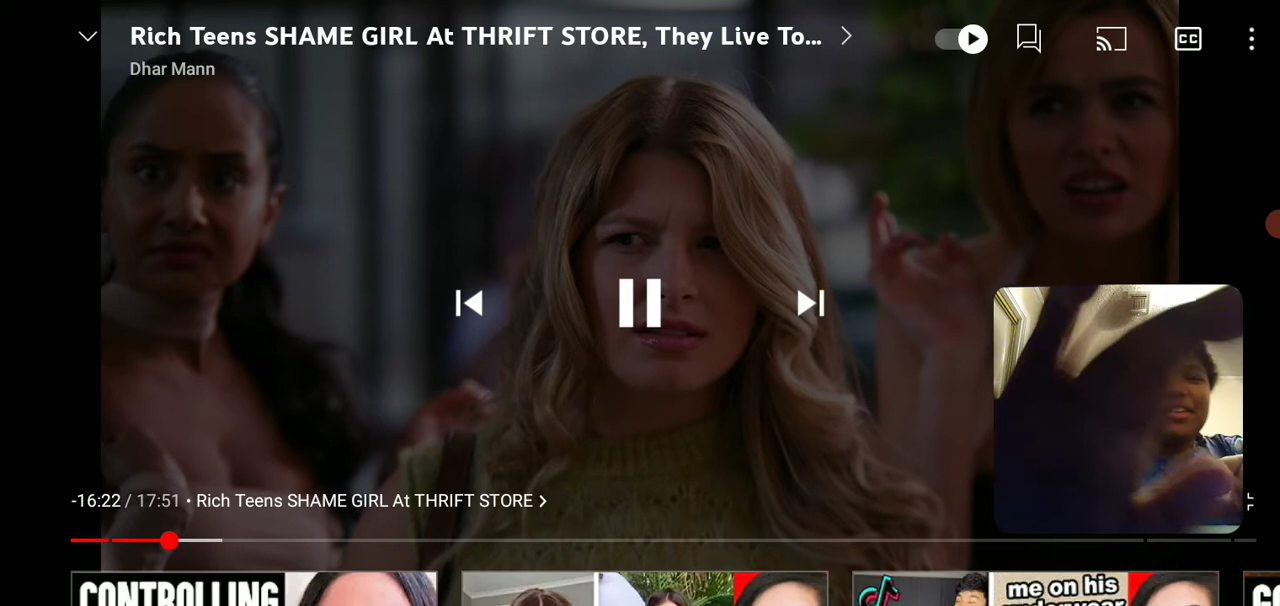 Rich Teens SHAME GIRL At THRIFT STORE, They Live To...
Dhar Mann
CC
-16:22 / 17:51 • Rich Teens SHAME GIRL At THRIFT STORE
CONTROLLING
me on his